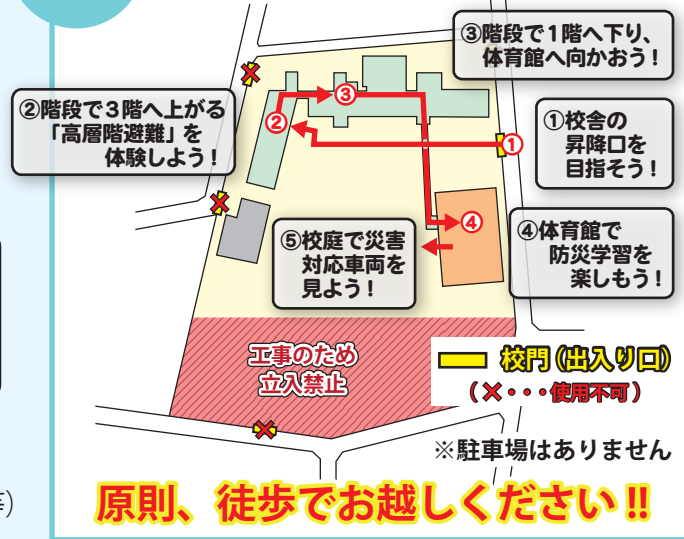 ③階段で1階へ下り、
体育館へ向かおう！
②階段で3階へ上がる
「高層階避難」を
体験しよう！
①校舎の
昇降口を
目指そう！
③
②
①
④
④体育館で
防災学習を
楽しもう！
⑤校庭で災害
対応車両を
見よう！
工事のため
立入禁止
校門（出入り口）
（×・・・使用不可）
※駐車場はありません
等）
原則、徒歩でお越しください!!